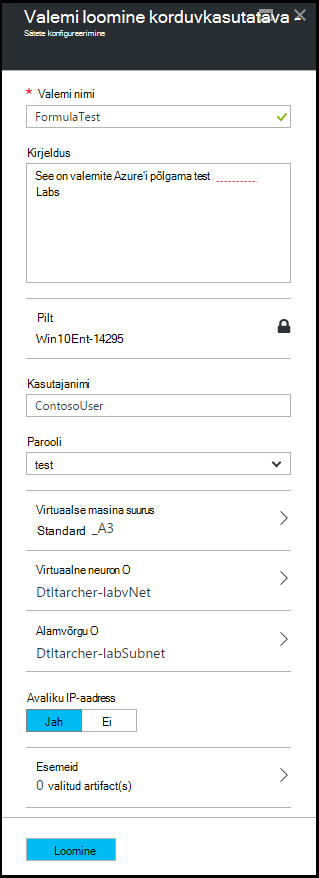 Valemi loomine korduvkasutatava -
Sätete konfigureerimine
* Valemi nimi
FormulaTest
Kirjeldus
See on valemite Azure'i põlgama test
Labs
Pilt
Win10Ent-14295
Kasutajanimi
ContosoUser
Parooli
test
Virtuaalse masina suurus
Standard _A3
Virtuaalne neuron O
Dtltarcher-labvNet
Alamvõrgu O
Dtltarcher-labSubnet
Avaliku IP-aadress
Jah Ei
Esemeid
0 valitud artifact(s)
Loomine